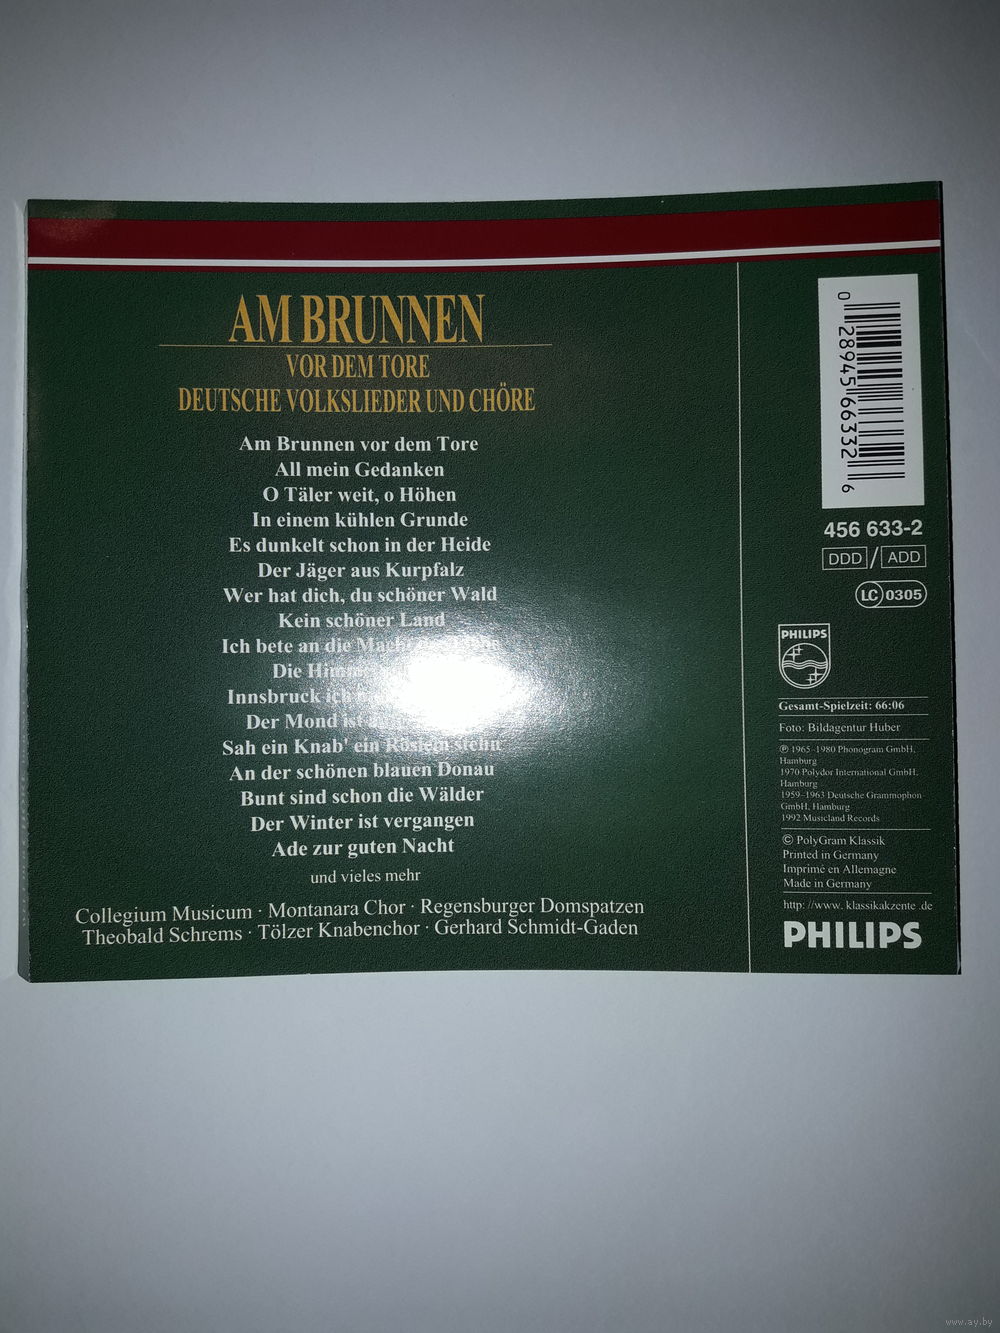 AM BRUNNEN
VOR DEM TORE
DEUTSCHE VOLKSLIEDER UND CHÖRE
Am Brunnen vor dem Tore
All mein Gedanken
O Täler weit, o Höhen
In einem kühlen Grunde
Es dunkelt schon in der Heide
Der Jäger aus Kurpfalz
Wer hat dich, du schöner Wald
Kein schöner Land
Ich bete an die
Die
Innsbruck ich
Der Mond ist
Sah ein Knab' ein Röslein stehn
An der schönen blauen Donau
Bunt sind schon die Wälder
Der Winter ist vergangen
Ade zur guten Nacht
und vieles mehr
Collegium Musicum · Montanara Chor · Regensburger Domspatzen
Theobald Schrems · Tölzer Knabenchor · Gerhard Schmidt-Gaden
0 28945 66332 6
456 633-2
DDD / ADD
LC 0305
PHILIPS
Gesamt-Spielzeit: 66:06
Foto: Bildagentur Huber
℗ 1965-1980 Phonogram GmbH,
Hamburg
1970 Polydor International GmbH,
Hamburg
1959-1963 Deutsche Grammophon
GmbH, Hamburg
1992 Musicland Records
© PolyGram Klassik
Printed in Germany
Imprimé en Allemagne
Made in Germany
http://www.klassikakzente.de
PHILIPS
www.ay.by